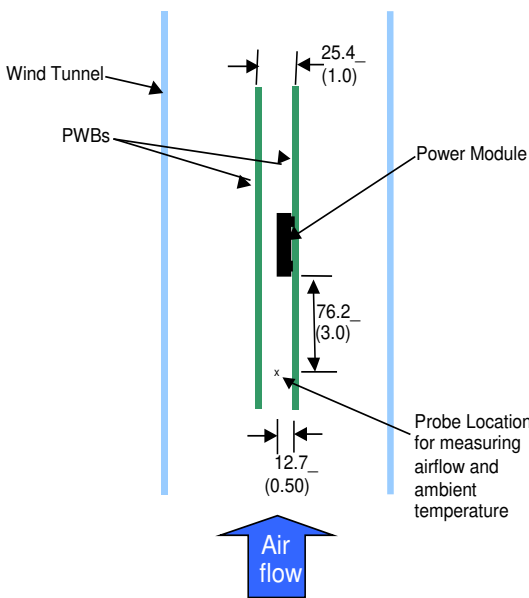 25.4_
(1.0)
Wind Tunnel
PWBs
Power Module
76.2_
(3.0)
x
Probe Location
for measuring
airflow and
ambient
temperature
12.7_
(0.50)
Air
flow